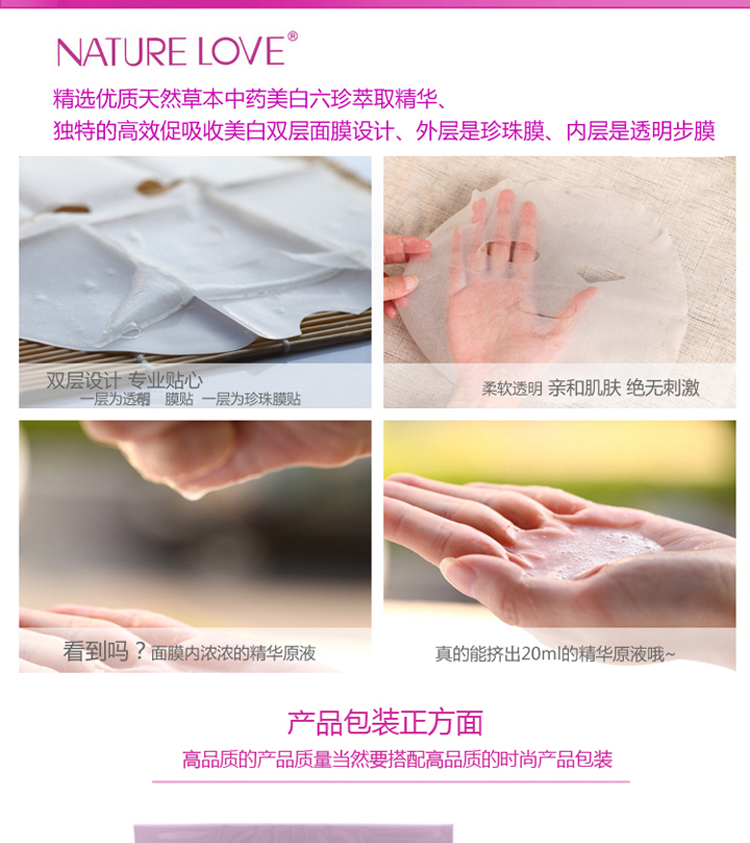 NATURE LOVE®
精选优质天然草本中药美白六珍萃取精华、
独特的高效促吸收美白双层面膜设计、外层是珍珠膜、内层是透明步膜
双层设计 专业贴心
一层为透明 膜贴 一层为珍珠膜贴
柔软透明 亲和肌肤 绝无刺激
看到吗？面膜内浓浓的精华原液
真的能挤出20ml的精华原液哦~
产品包装正方面
高品质的产品质量当然要搭配高品质的时尚产品包装